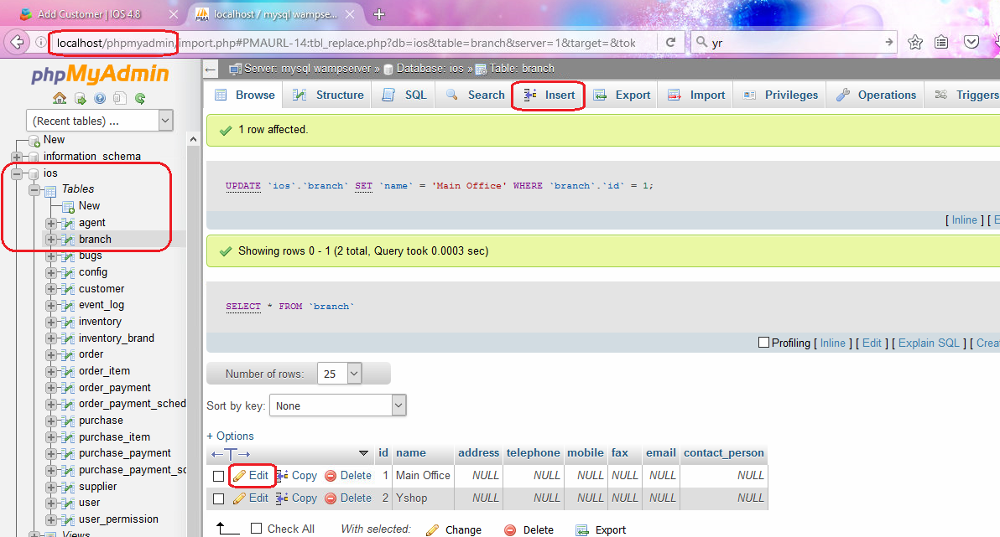 Add Customer | IOS 4.8
localhost / mysql wampse...
localhost/phpmyadmin/import.php#PMAURL-14:tbl_replace.php?db=ios&table=branch&server=1&target=&tok
yr
phpMyAdmin
(Recent tables) ...
New
information_schema
ios
Tables
New
agent
branch
bugs
config
customer
event_log
inventory
inventory_brand
order
order_item
order_payment
order_payment_sched
purchase
purchase_item
purchase_payment
purchase_payment_sc
supplier
user
user_permission
Views
Server: mysql wampserver » Database: ios » Table: branch
Browse Structure SQL Search Insert Export Import Privileges Operations Triggers
1 row affected.
UPDATE `ios`.`branch` SET `name` = 'Main Office' WHERE `branch`.`id` = 1;
[ Inline ] [ E
Showing rows 0 - 1 (2 total, Query took 0.0003 sec)
SELECT * FROM `branch`
Profiling [ Inline ] [ Edit ] [ Explain SQL ] [ Crea
Number of rows: 25
Sort by key: None
+ Options
←T→ id name address telephone mobile fax email contact_person
Edit Copy Delete 1 Main Office NULL NULL NULL NULL NULL NULL
Edit Copy Delete 2 Yshop NULL NULL NULL NULL NULL NULL
Check All With selected: Change Delete Export